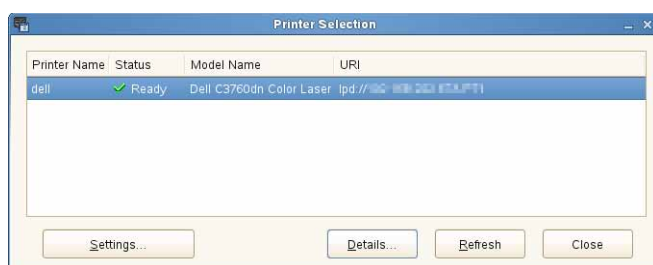 Printer Selection
Printer Name Status Model Name URI
dell Ready Dell C3760dn Color Laser lpd://
Settings... Details... Refresh Close